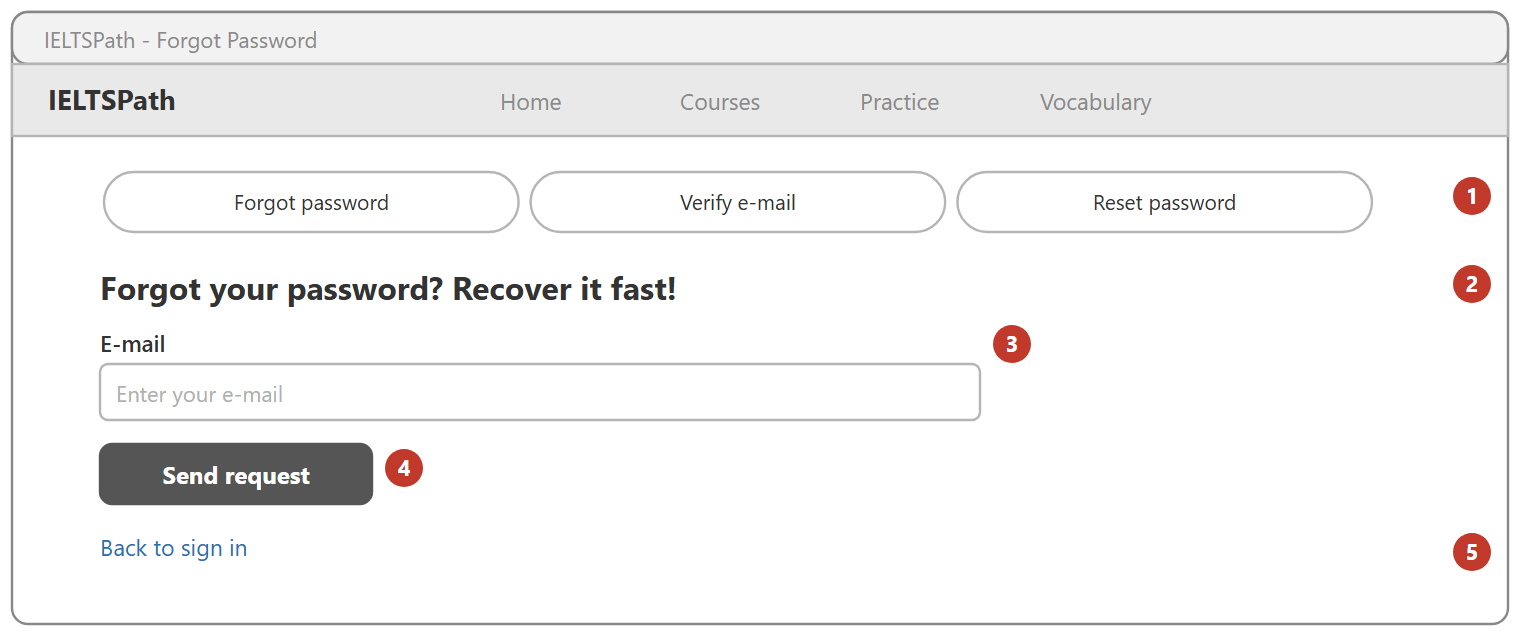 IELTSPath - Forgot Password
IELTSPath Home Courses Practice Vocabulary
Forgot password Verify e-mail Reset password 1
Forgot your password? Recover it fast! 2
E-mail 3
Enter your e-mail
Send request 4
Back to sign in 5